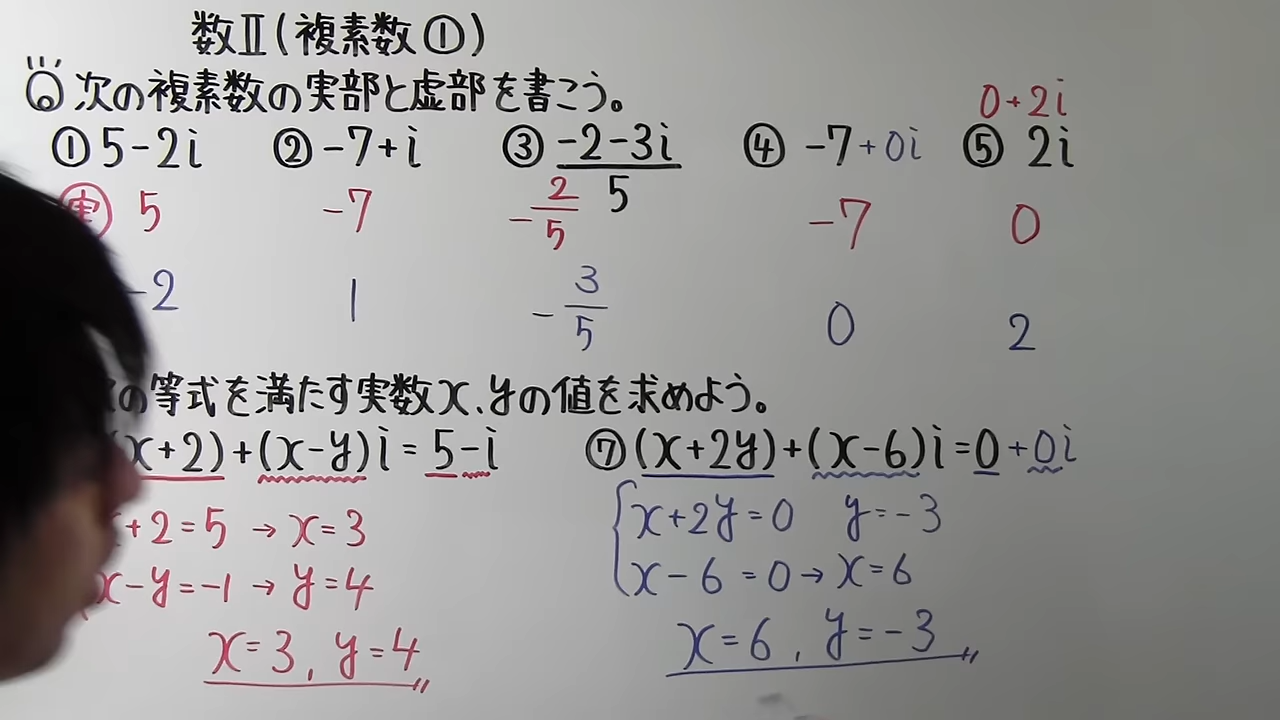 数Ⅱ(複素数①)
Q 次の複素数の実部と虚部を書こう。
0+2i
① 5-2i ② -7+i ③ -2-3i/5 ④ -7+0i ⑤ 2i
実 5 -7 -2/5 -7 0
-2 1 -3/5 0 2
の等式を満たす実数x、yの値を求めよう。
(x+2)+(x-y)i=5-i ⑦ (x+2y)+(x-6)i=0+0i
x+2=5 → x=3 x+2y=0 y=-3
x-y=-1 → y=4 x-6=0 → x=6
x=3, y=4 x=6, y=-3